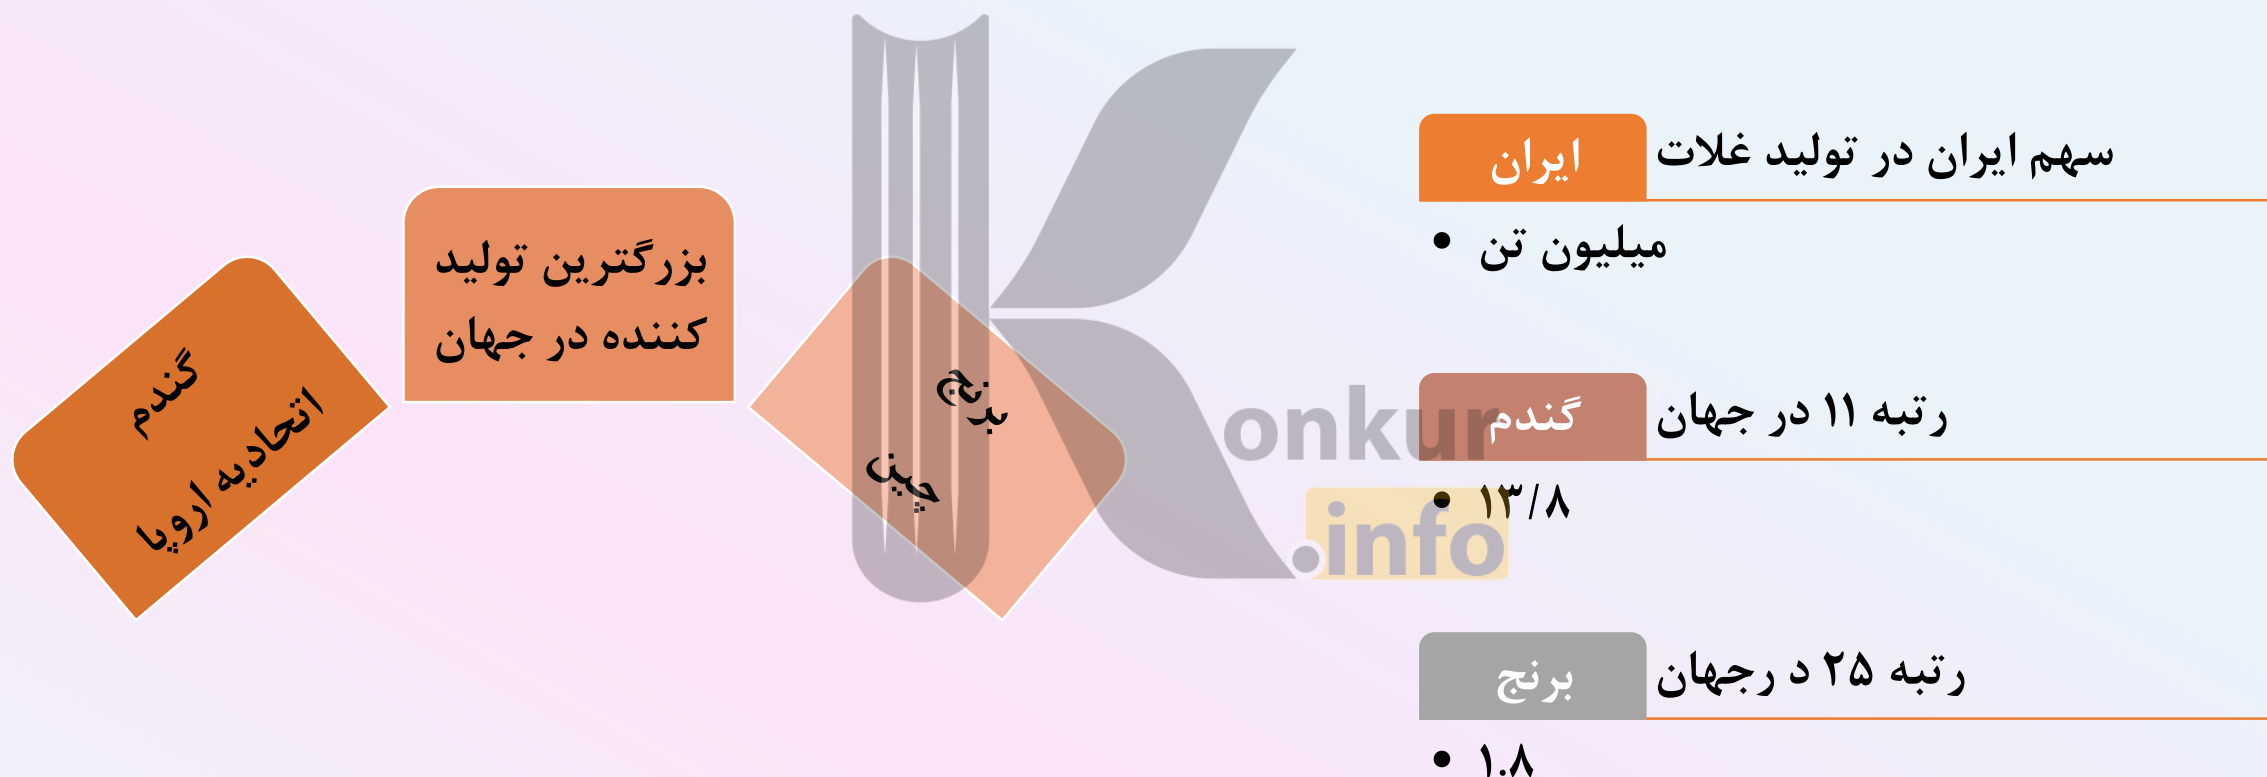 سهم ایران در تولید غلات
ایران
میلیون تن •
رتبه ۱۱ در جهان
گندم
• ۱۳/۸
رتبه ۲۵ د رجهان
برنج
• ۱.۸
بزرگترین تولید
کننده در جهان
برنج
چین
گندم
اتحادیه اروپا
Konkur
.info